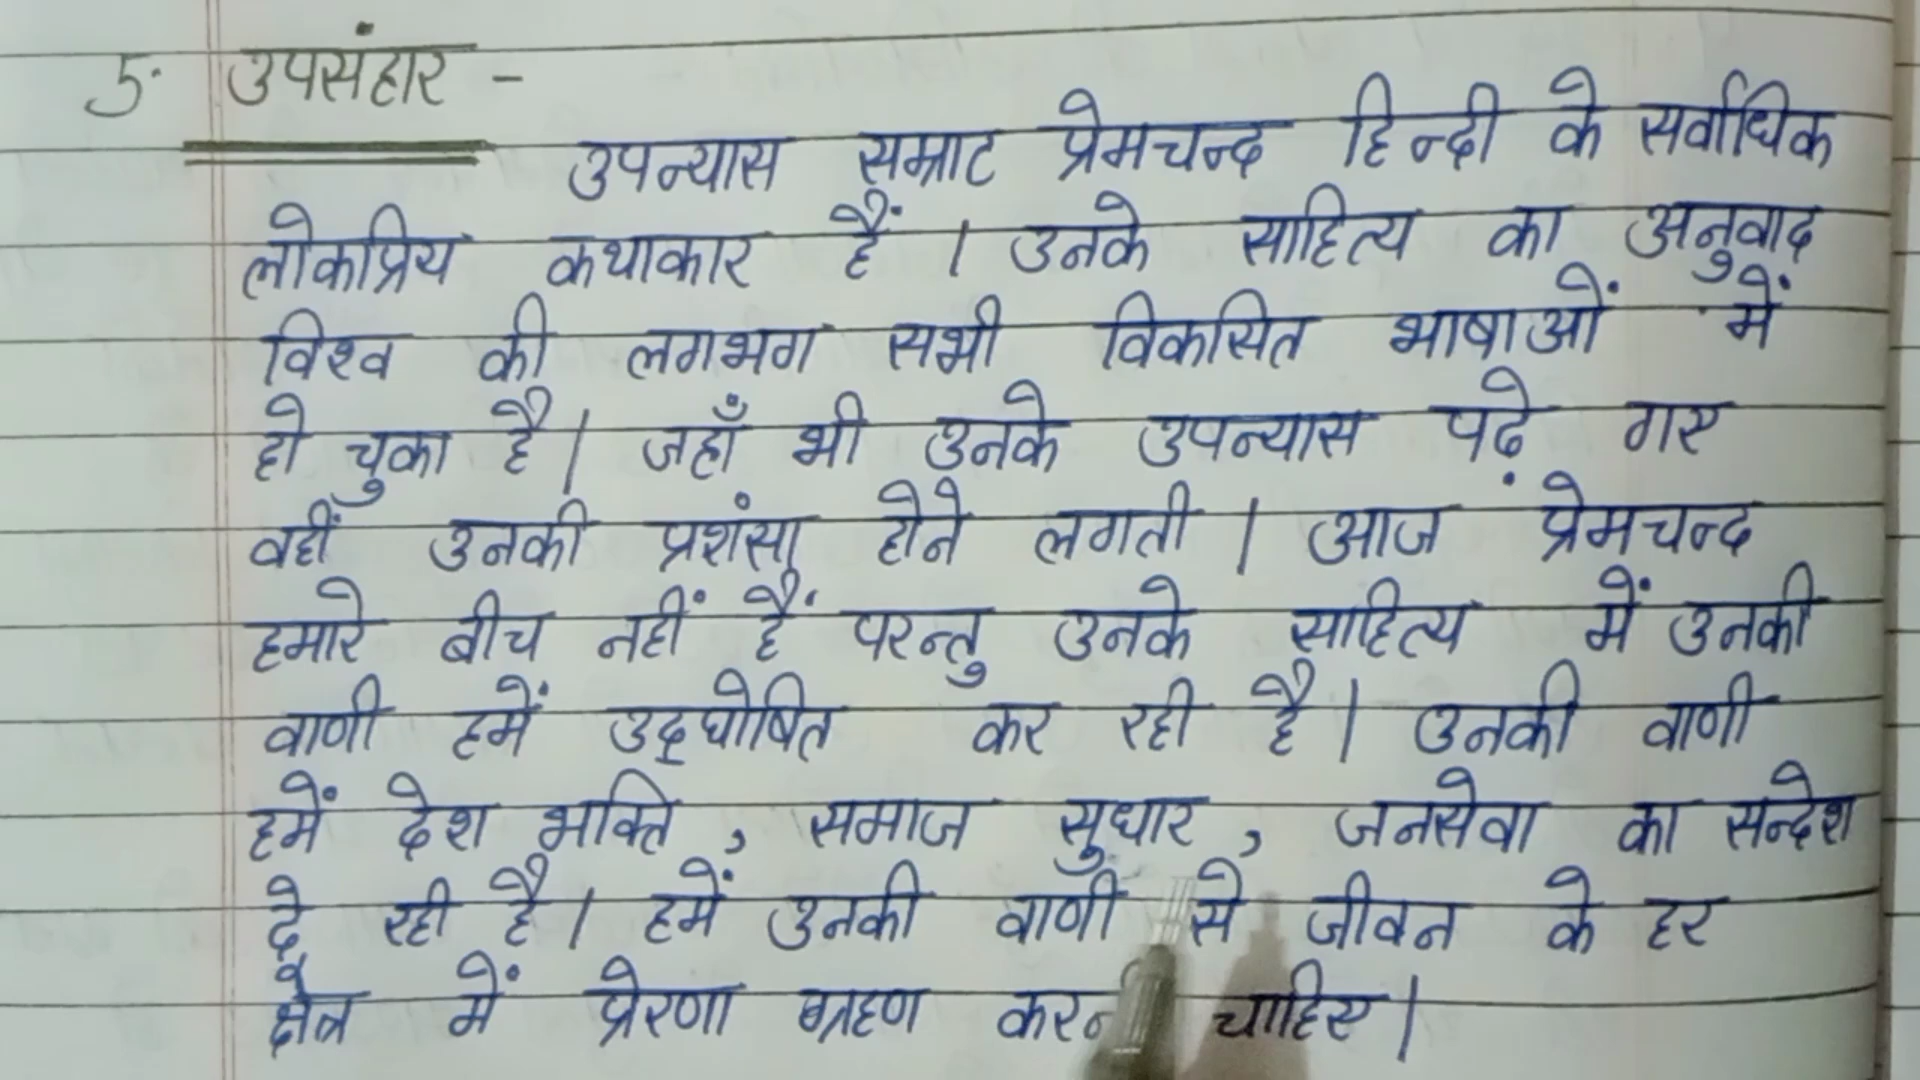 5. उपसंहार -
उपन्यास सम्राट प्रेमचन्द हिन्दी के सर्वाधिक
लोकप्रिय कथाकार हैं । उनके साहित्य का अनुवाद
विश्व की लगभग सभी विकसित भाषाओं में
हो चुका है । जहाँ भी उनके उपन्यास पढ़े गए
वहीं उनकी प्रशंसा होने लगती । आज प्रेमचन्द
हमारे बीच नहीं हैं परन्तु उनके साहित्य में उनकी
वाणी हमें उद्घोषित कर रही है । उनकी वाणी
हमें देश भक्ति , समाज सुधार , जनसेवा का सन्देश
दे रही है । हमें उनकी वाणी से जीवन के हर
क्षेत्र में प्रेरणा ग्रहण चाहिए ।